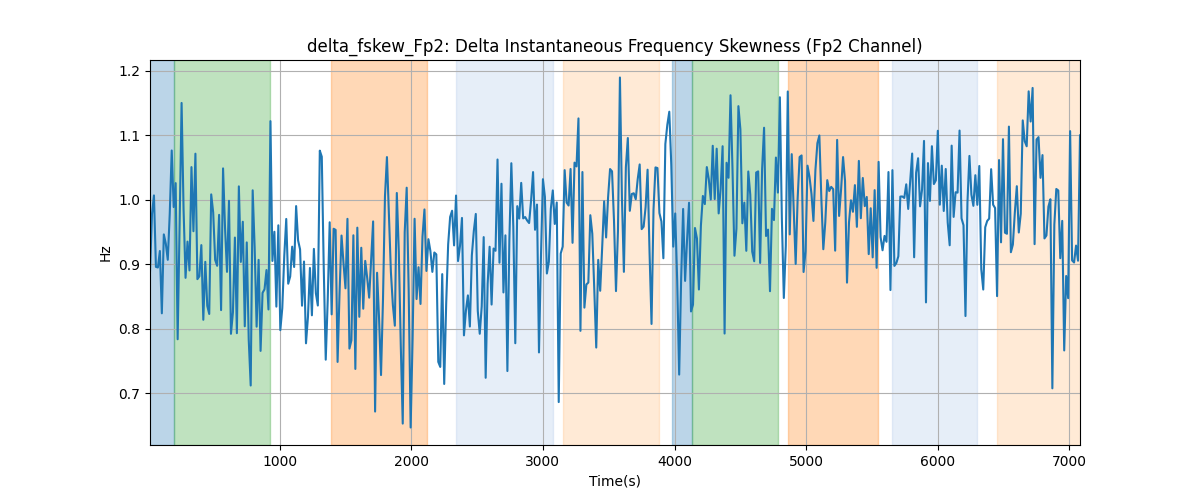 delta_fskew_Fp2: Delta Instantaneous Frequency Skewness (Fp2 Channel)
1.2
1.1
1.0
0.9
0.8
0.7
Hz
1000 2000 3000 4000 5000 6000 7000
Time(s)